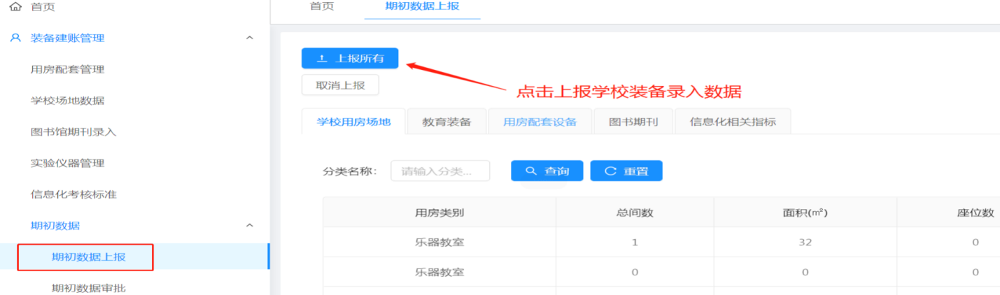 首页
装备建账管理
用房配套管理
学校场地数据
图书馆期刊录入
实验仪器管理
信息化考核标准
期初数据
期初数据上报
期初数据审批
首页 期初数据上报
上报所有
取消上报
点击上报学校装备录入数据
学校用房场地 教育装备 用房配套设备 图书期刊 信息化相关指标
分类名称: 请输入分类... 查询 重置
用房类别 总间数 面积(㎡) 座位数
乐器教室 1 32 0
乐器教室 0 0 0